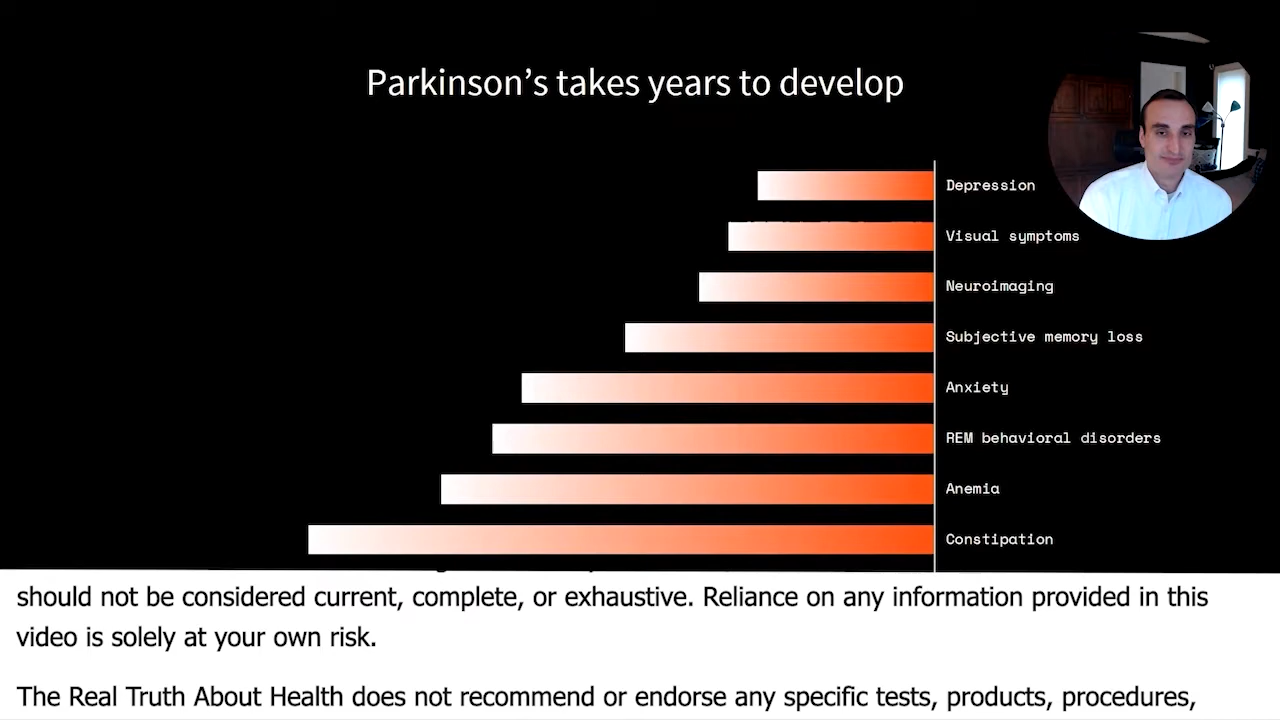 Parkinson’s takes years to develop
Depression
Visual symptoms
Neuroimaging
Subjective memory loss
Anxiety
REM behavioral disorders
Anemia
Constipation
should not be considered current, complete, or exhaustive. Reliance on any information provided in this
video is solely at your own risk.
The Real Truth About Health does not recommend or endorse any specific tests, products, procedures,